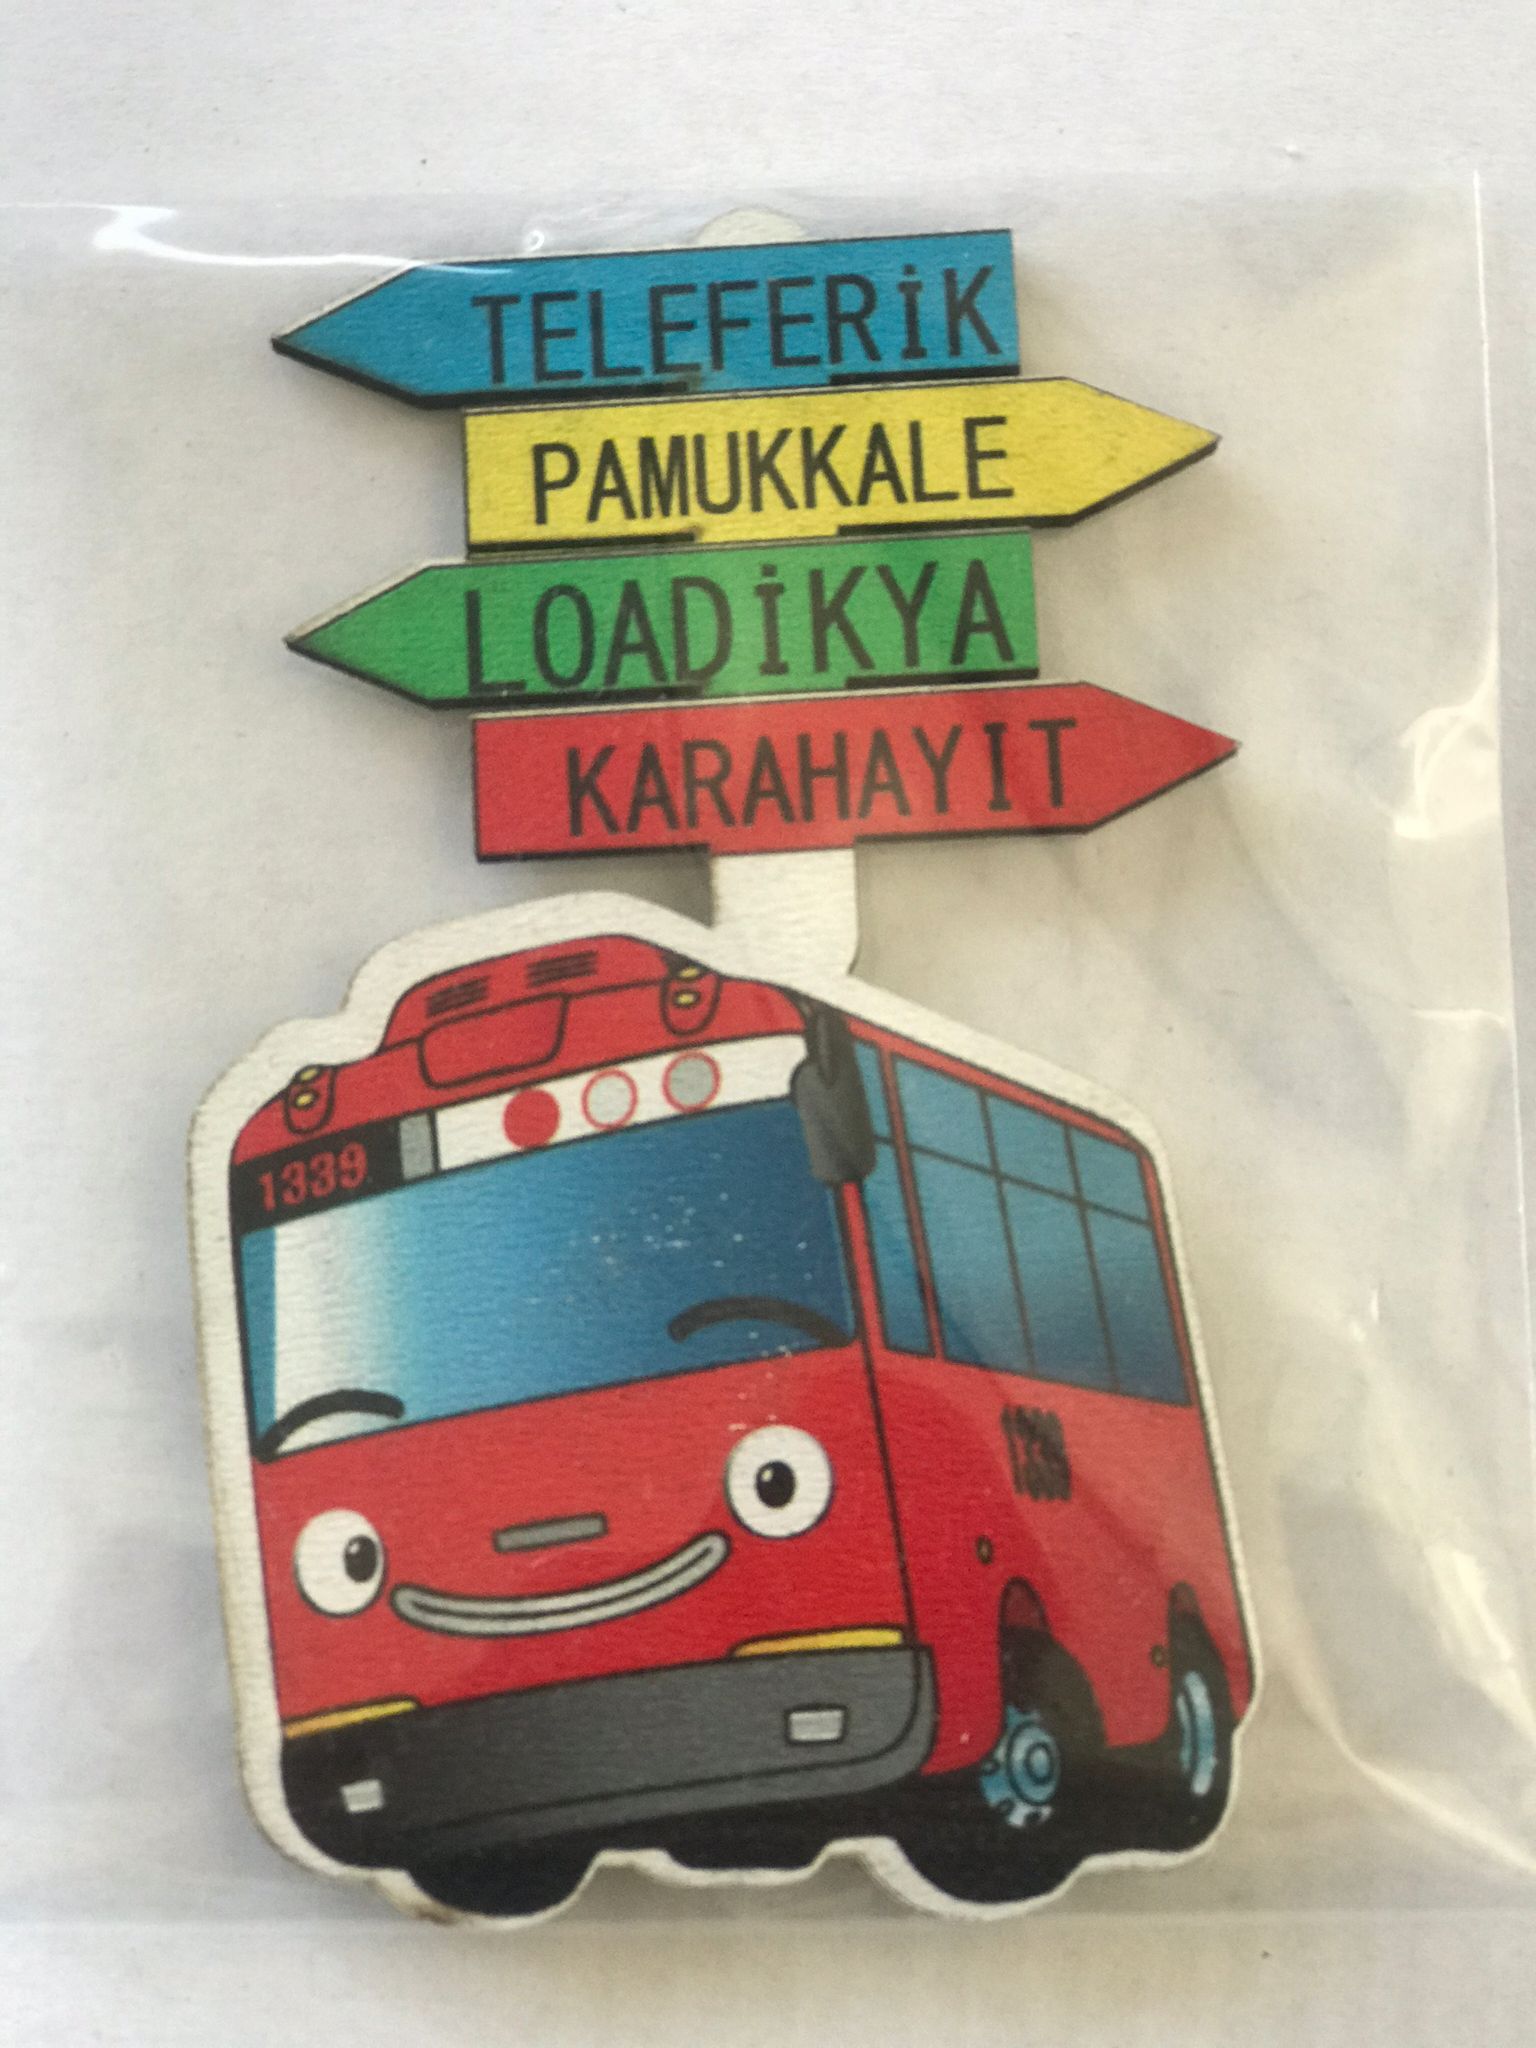 TELEFERİK
PAMUKKALE
LOADİKYA
KARAHAYIT
1339